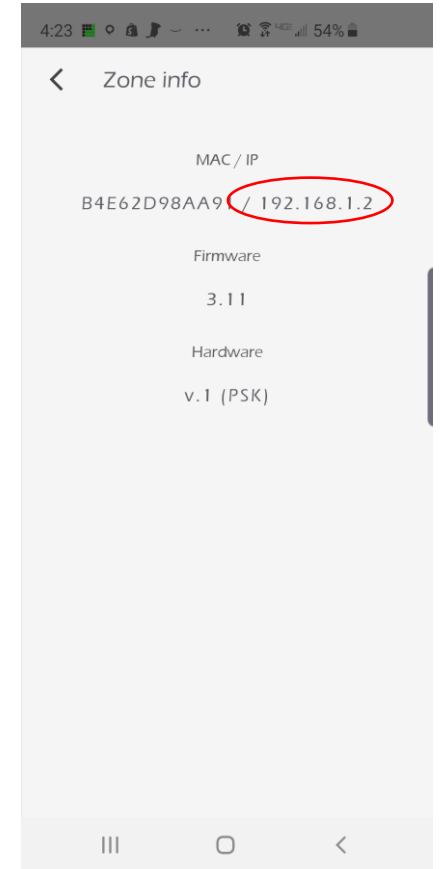 4:23 54%
Zone info
MAC / IP
/ 192.168.1.2
Firmware
3.11
Hardware
v.1 (PSK)